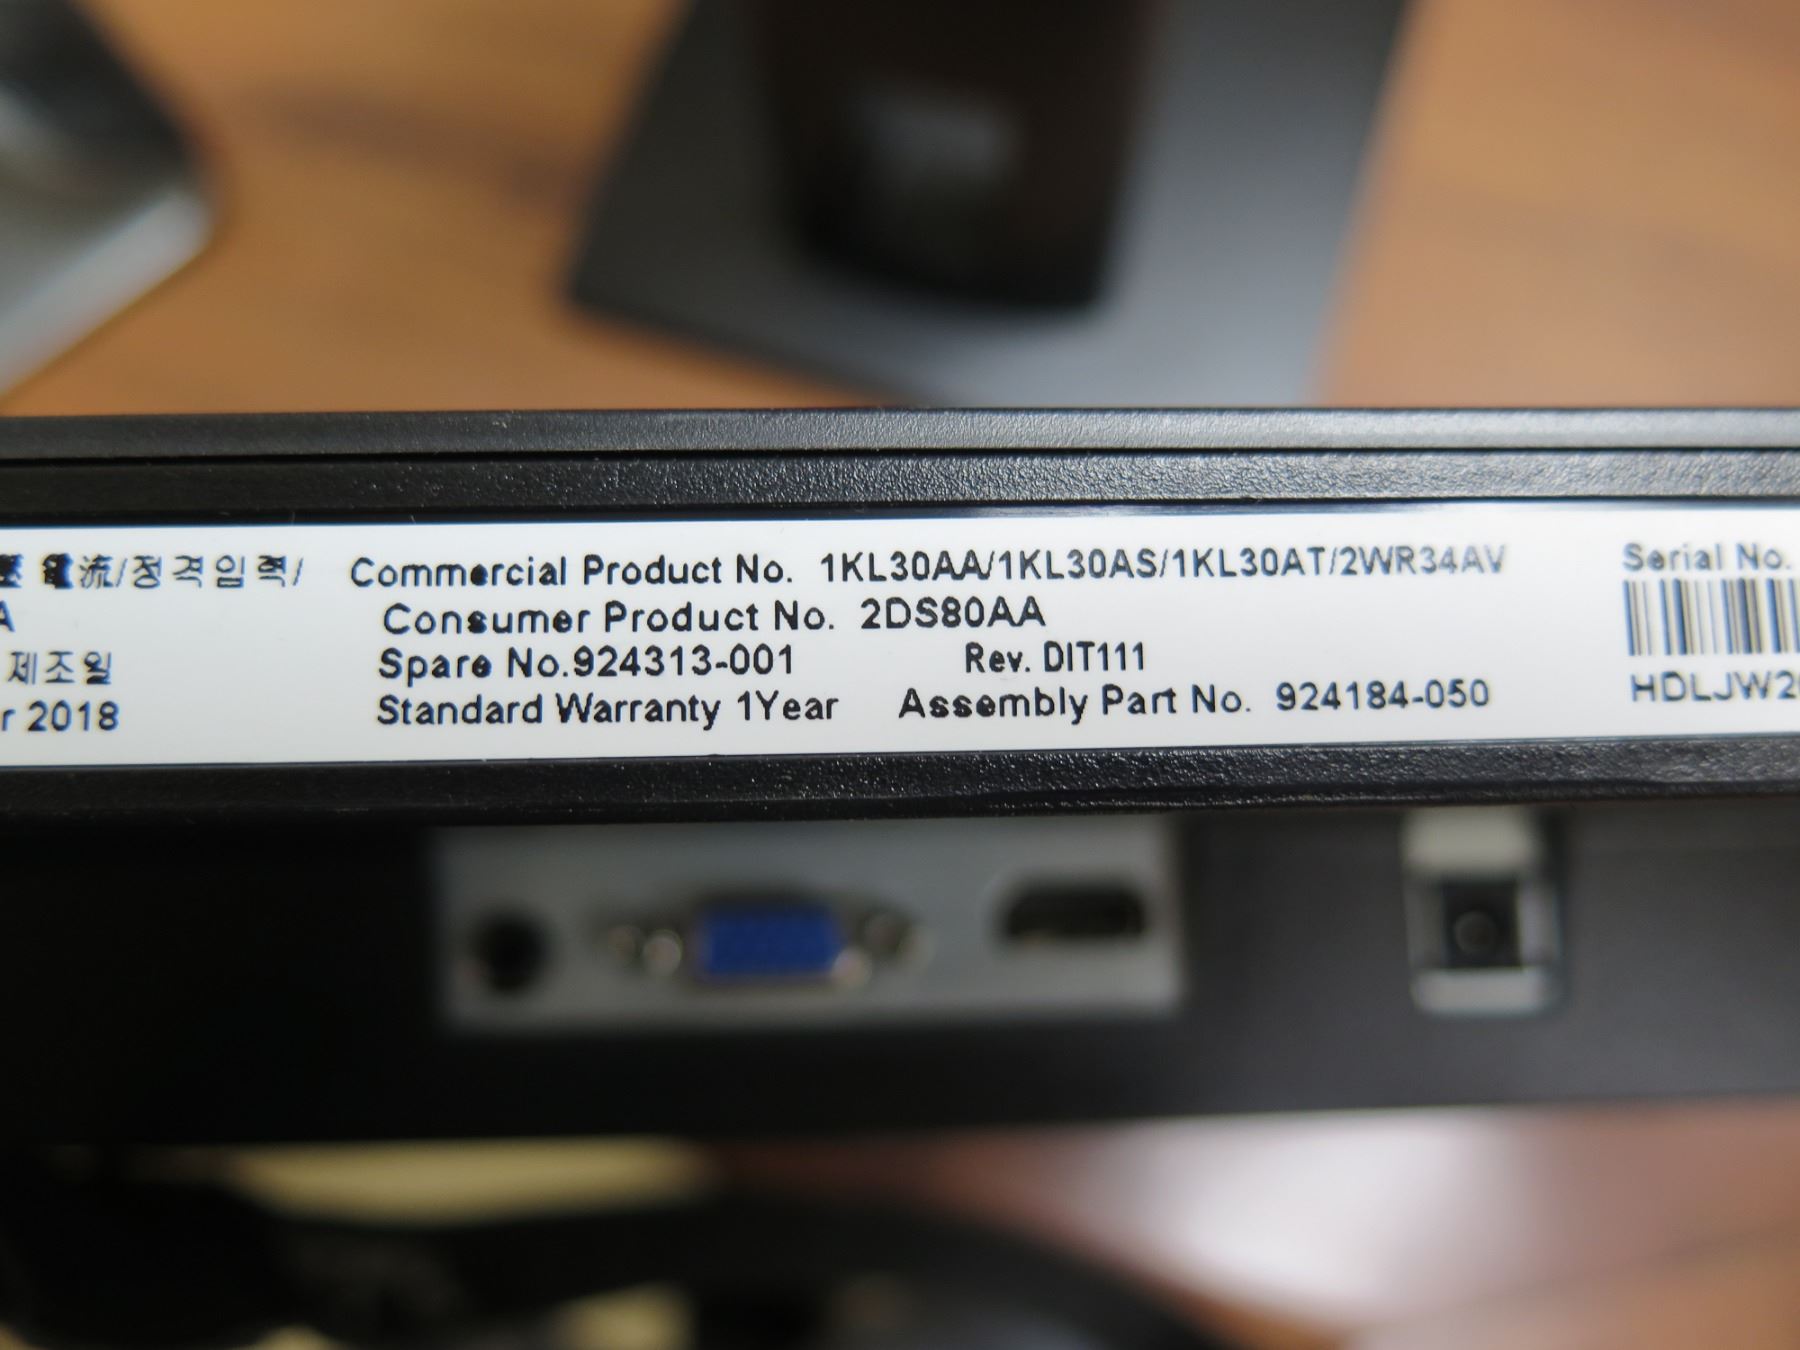 電流/정격입력/
Commercial Product No. 1KL30AA/1KL30AS/1KL30AT/2WR34AV
Consumer Product No. 2DS80AA
A
제조일
Spare No.924313-001 Rev. DIT111
r 2018
Standard Warranty 1Year Assembly Part No. 924184-050
Serial No.
HDLJW2